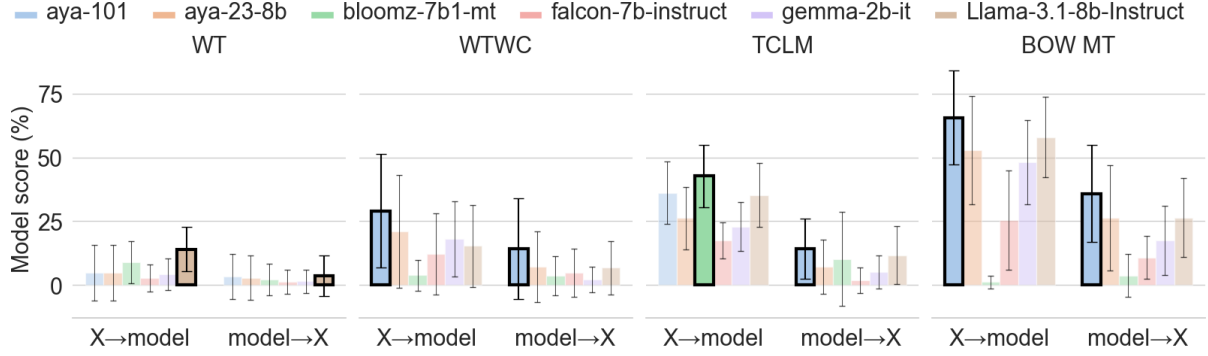 aya-101 aya-23-8b bloomz-7b1-mt falcon-7b-instruct gemma-2b-it Llama-3.1-8b-Instruct
WT WTWC TCLM BOW MT
Model score (%)
75
50
25
0
X→model model→X X→model model→X X→model model→X X→model model→X